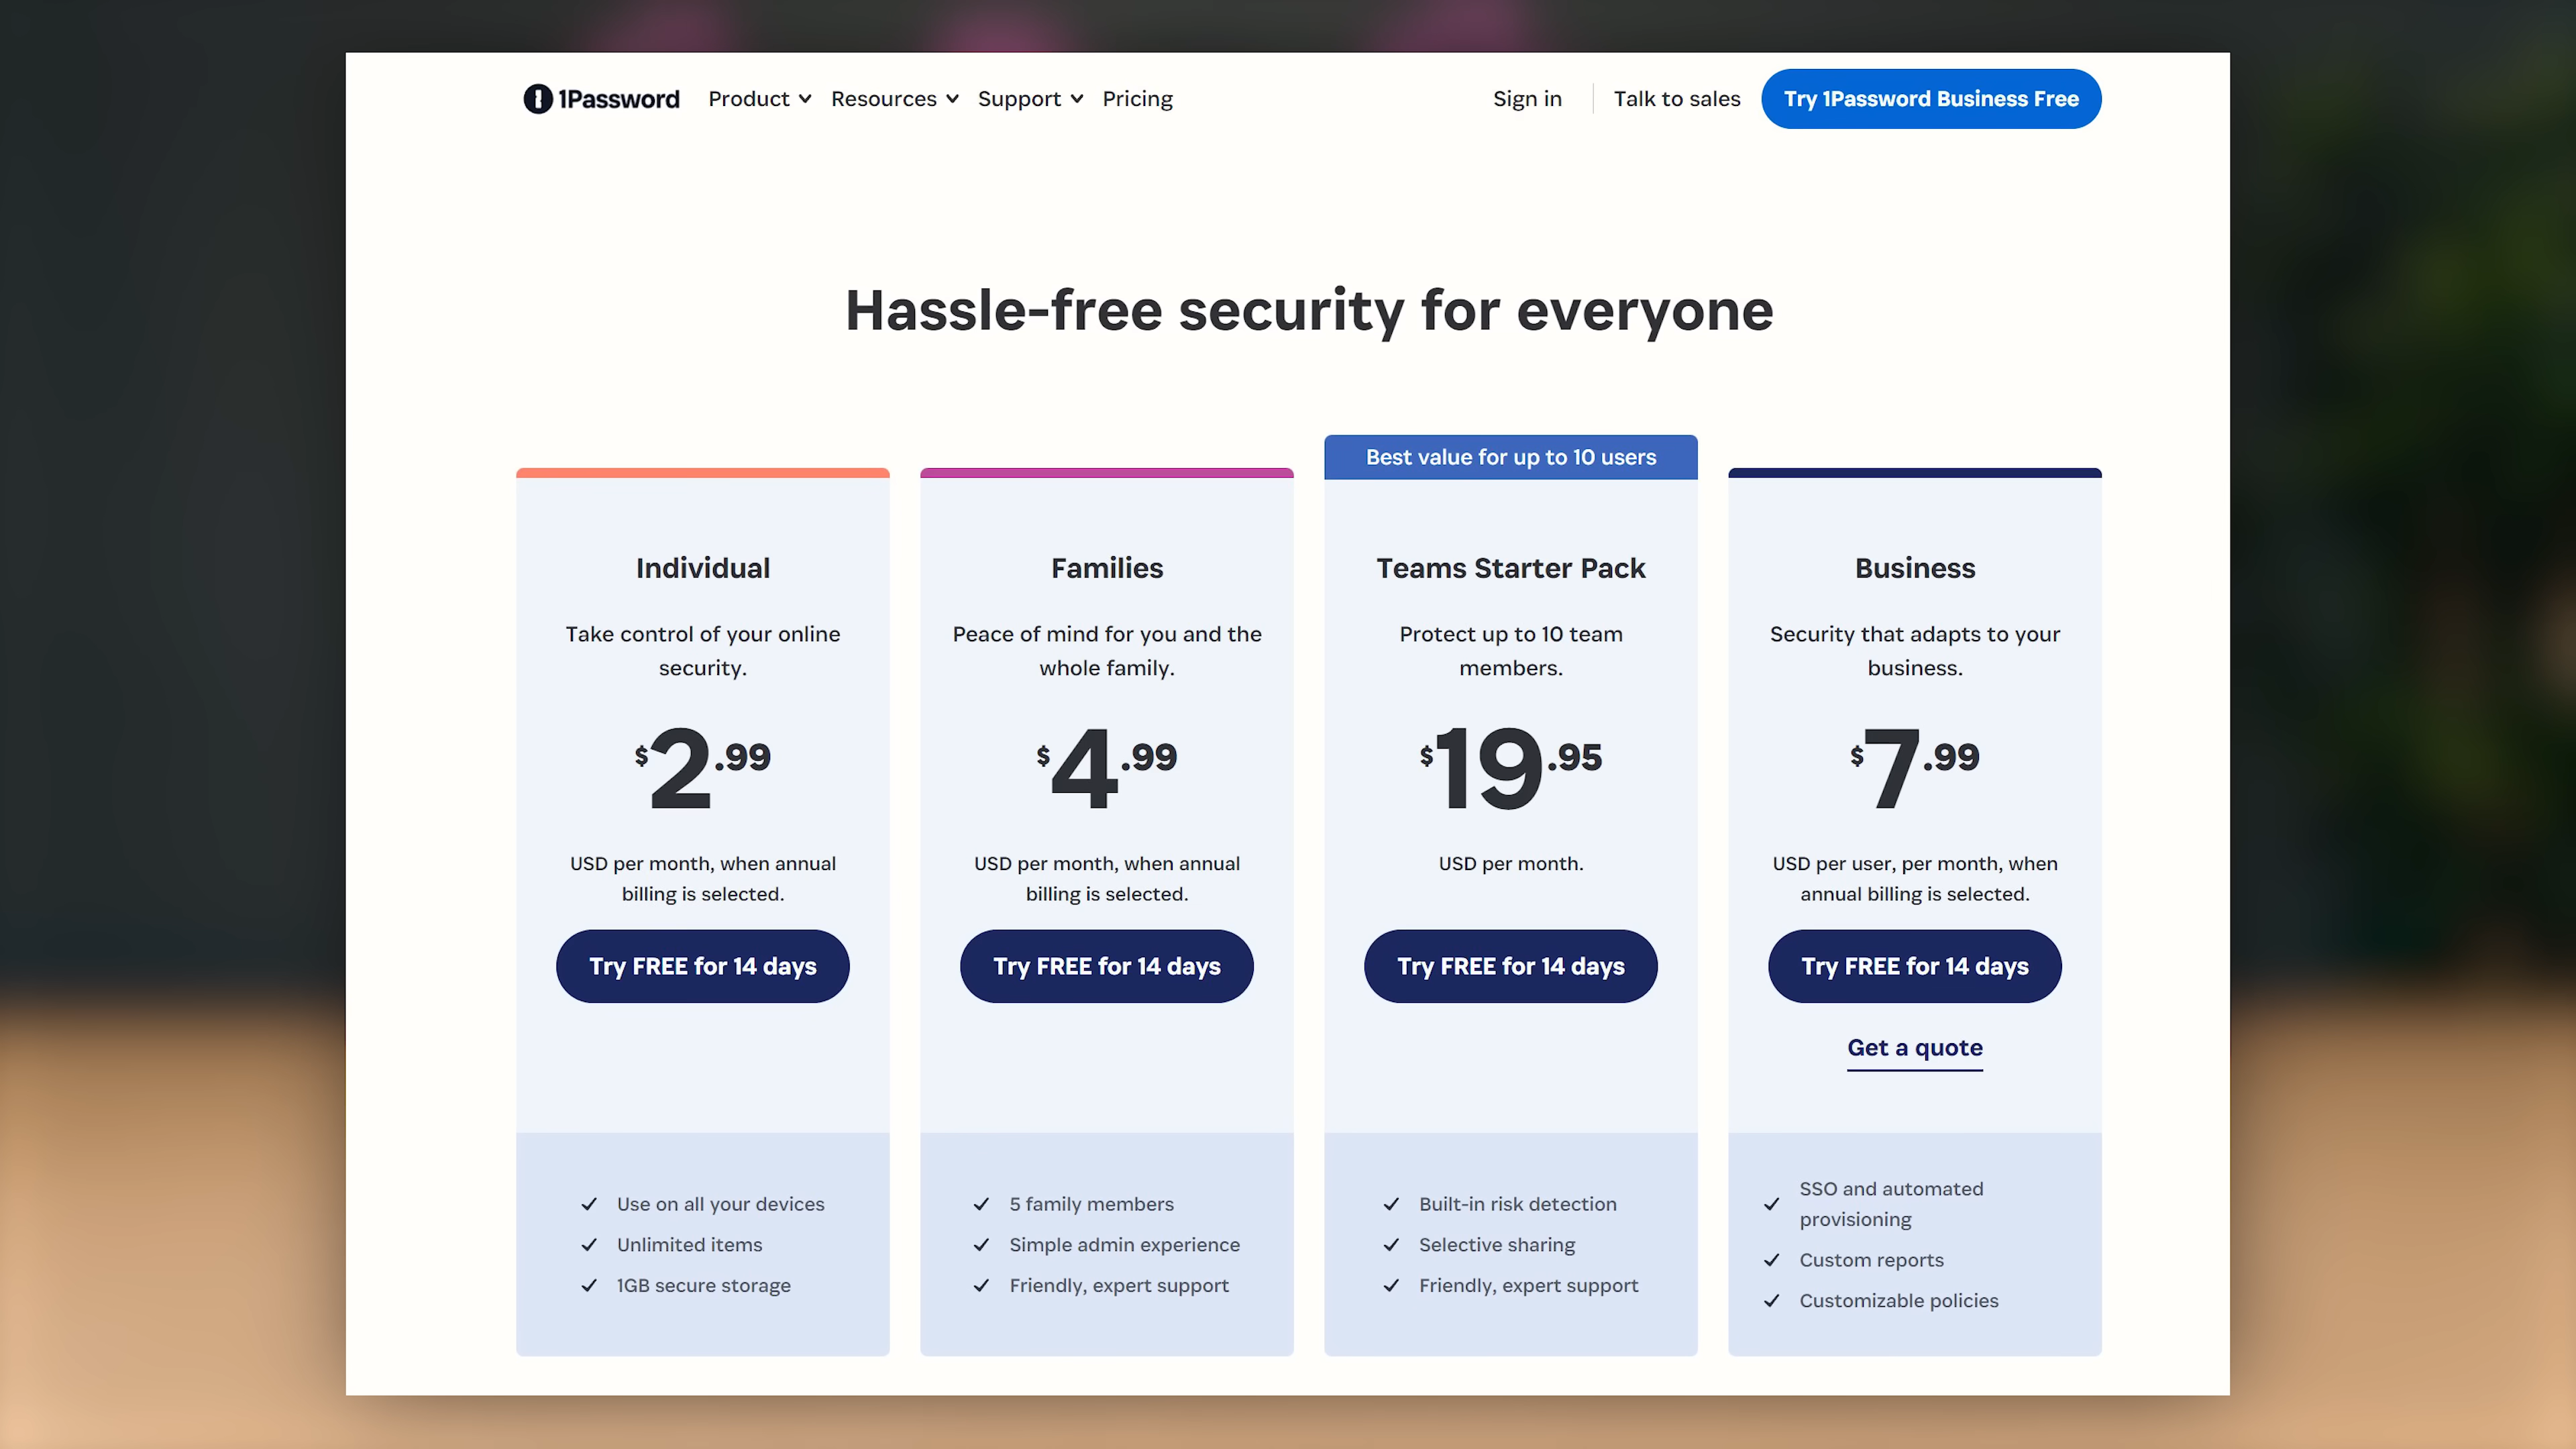 1Password
Product
Resources
Support
Pricing
Sign in
Talk to sales
Try 1Password Business Free
Hassle-free security for everyone
Individual
Take control of your online
security.
$2.99
USD per month, when annual
billing is selected.
Try FREE for 14 days
Use on all your devices
Unlimited items
1GB secure storage
Families
Peace of mind for you and the
whole family.
$4.99
USD per month, when annual
billing is selected.
Try FREE for 14 days
5 family members
Simple admin experience
Friendly, expert support
Best value for up to 10 users
Teams Starter Pack
Protect up to 10 team
members.
$19.95
USD per month.
Try FREE for 14 days
Built-in risk detection
Selective sharing
Friendly, expert support
Business
Security that adapts to your
business.
$7.99
USD per user, per month, when
annual billing is selected.
Try FREE for 14 days
Get a quote
SSO and automated
provisioning
Custom reports
Customizable policies